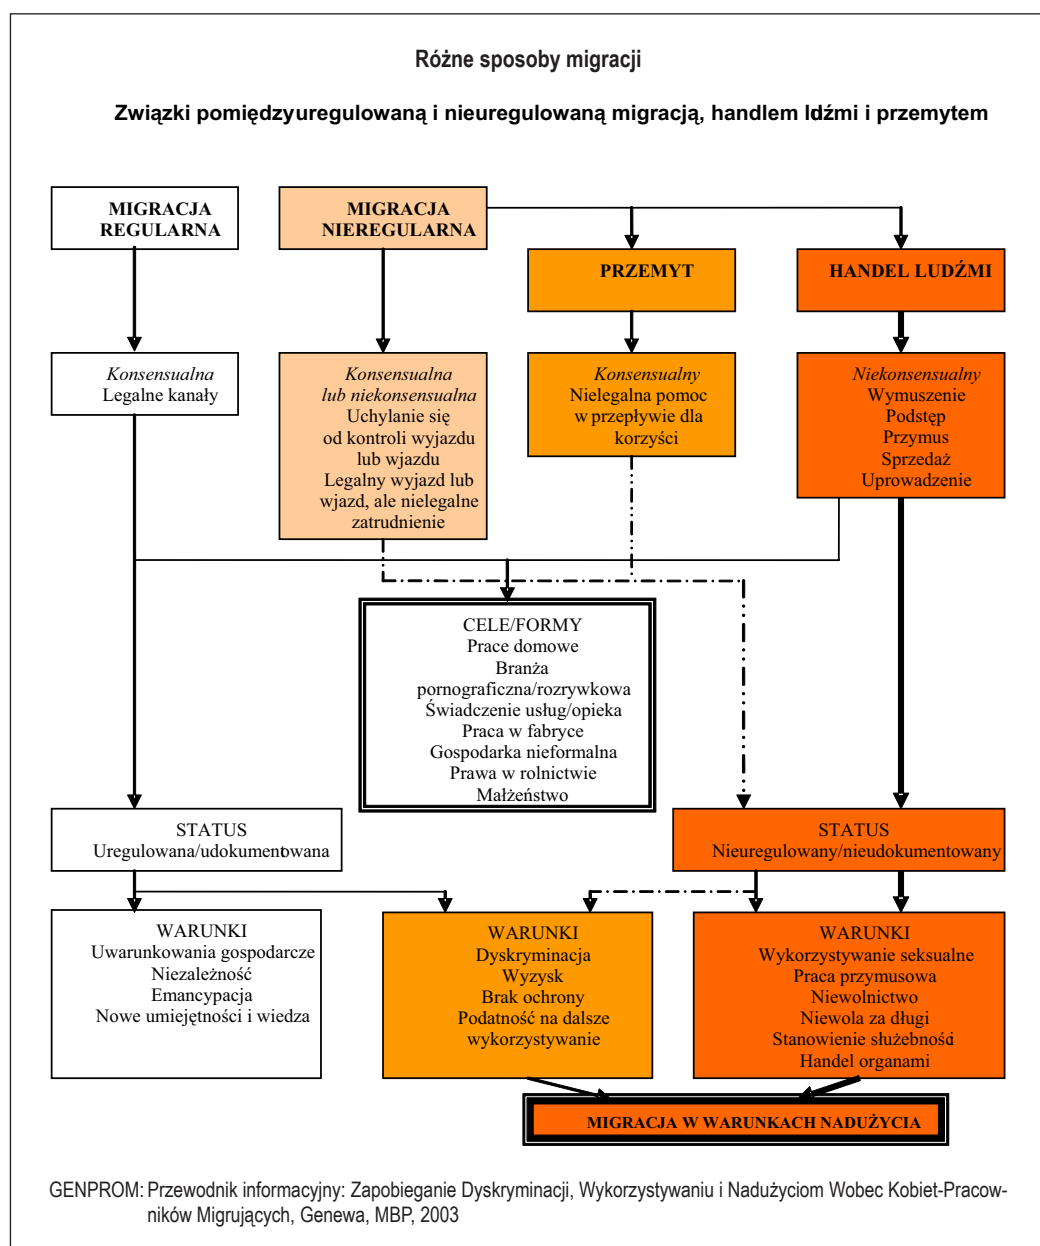 Różne sposoby migracji
Związki pomiędzyuregulowaną i nieuregulowaną migracją, handlem ludźmi i przemytem
MIGRACJA
REGULARNA
MIGRACJA
NIEREGULARNA
PRZEMYT
HANDEL LUDŹMI
Konsensualna
Legalne kanały
Konsensualna
lub niekonsensualna
Uchylanie się
od kontroli wyjazdu
lub wjazdu
Legalny wyjazd lub
wjazd, ale nielegalne
zatrudnienie
Konsensualny
Nielegalna pomoc
w przepływie dla
korzyści
Niekonsensualny
Wymuszenie
Podstęp
Przymus
Sprzedaż
Uprowadzenie
CELE/FORMY
Prace domowe
Branża
pornograficzna/rozrywkowa
Świadczenie usług/opieka
Praca w fabryce
Gospodarka nieformalna
Prawa w rolnictwie
Małżeństwo
STATUS
Uregulowana/udokumentowana
STATUS
Nieuregulowany/nieudokumentowany
WARUNKI
Uwarunkowania gospodarcze
Niezależność
Emancypacja
Nowe umiejętności i wiedza
WARUNKI
Dyskryminacja
Wyzysk
Brak ochrony
Podatność na dalsze
wykorzystywanie
WARUNKI
Wykorzystywanie seksualne
Praca przymusowa
Niewolnictwo
Niewola za długi
Stanowienie służebności
Handel organami
MIGRACJA W WARUNKACH NADUŻYCIA
GENPROM: Przewodnik informacyjny: Zapobieganie Dyskryminacji, Wykorzystywaniu i Nadużyciom Wobec Kobiet-Pracow-
ników Migrujących, Genewa, MBP, 2003